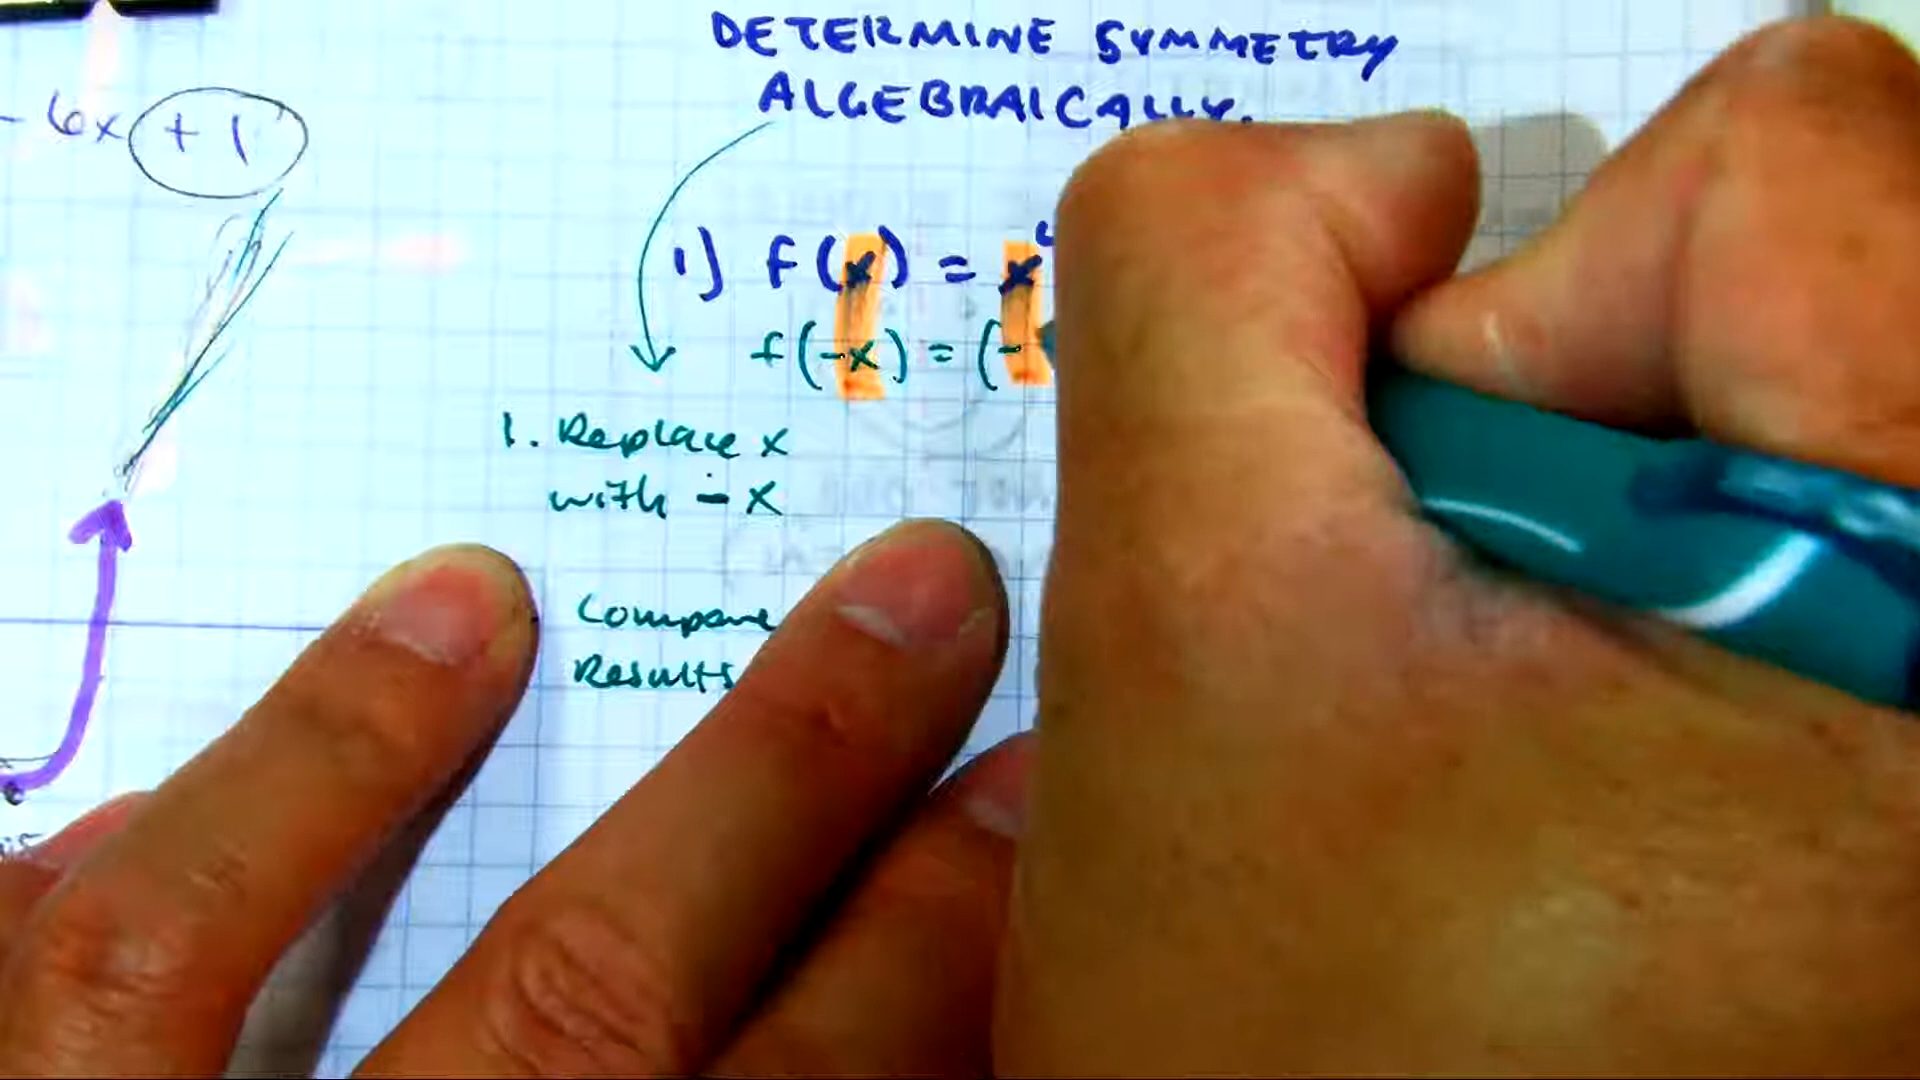 DETERMINE SYMMETRY
ALGEBRAICALLY.
- 6x + 1
1) f(x) = x
f(-x) = (-
1. Replace x
with - x
Compare
Results